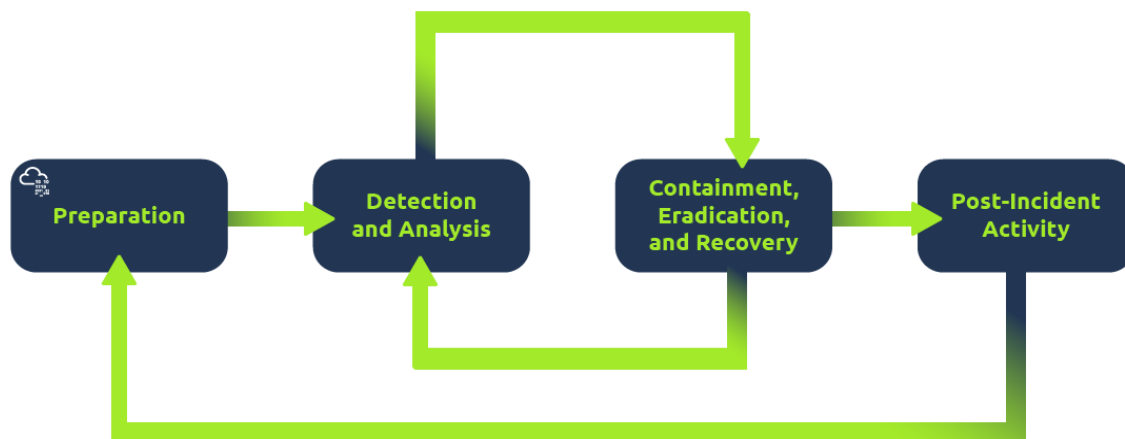 Preparation
Detection
and Analysis
Containment,
Eradication,
and Recovery
Post-Incident
Activity